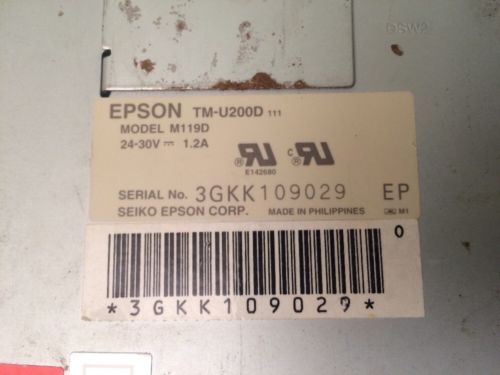 DSW2
EPSON TM-U200D 111
MODEL M119D
24-30V ⎓ 1.2A
E142680
SERIAL No. 3GKK109029 EP
SEIKO EPSON CORP. MADE IN PHILIPPINES M1
0
*3GKK109029*